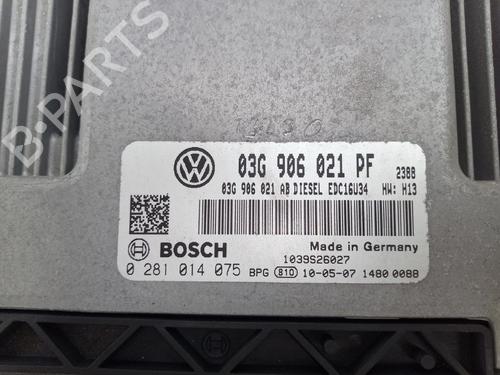 B-PARTS
03G 906 021 PF 2388
03G 906 021 AB DIESEL EDC16U34 HW: H13
BOSCH
Made in Germany
1039S26027
0 281 014 075 BPG 810 10-05-07 1480 0088